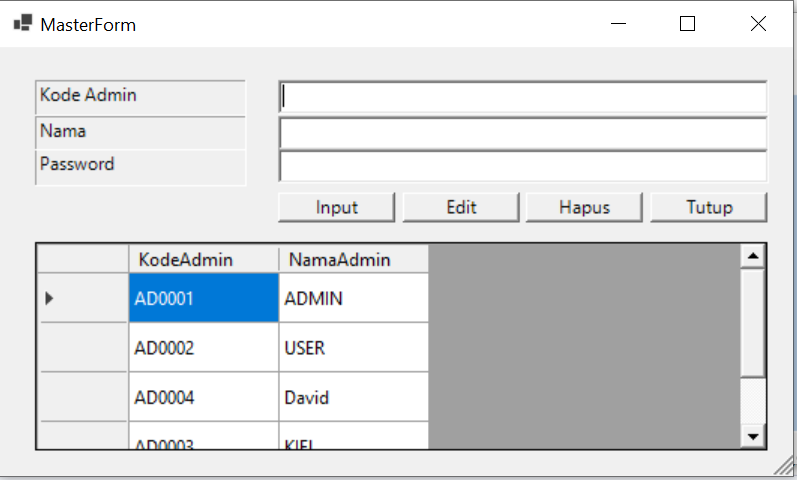 MasterForm
Kode Admin
Nama
Password
Input Edit Hapus Tutup
KodeAdmin NamaAdmin
AD0001 ADMIN
AD0002 USER
AD0004 David
AD0003 KIEL